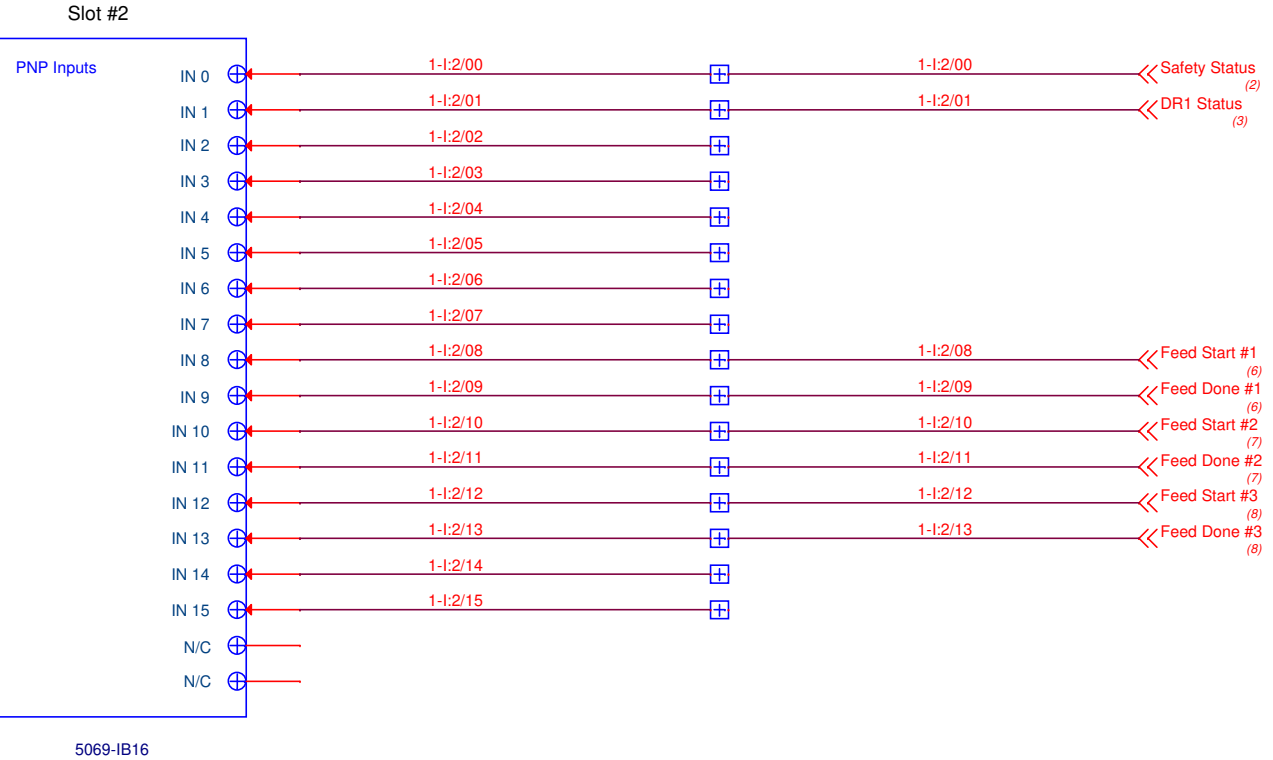 Slot #2
PNP Inputs
IN 0 1-I:2/00 1-I:2/00 Safety Status
(2)
IN 1 1-I:2/01 1-I:2/01 DR1 Status
(3)
IN 2 1-I:2/02
IN 3 1-I:2/03
IN 4 1-I:2/04
IN 5 1-I:2/05
IN 6 1-I:2/06
IN 7 1-I:2/07
IN 8 1-I:2/08 1-I:2/08 Feed Start #1
(6)
IN 9 1-I:2/09 1-I:2/09 Feed Done #1
(6)
IN 10 1-I:2/10 1-I:2/10 Feed Start #2
(7)
IN 11 1-I:2/11 1-I:2/11 Feed Done #2
(7)
IN 12 1-I:2/12 1-I:2/12 Feed Start #3
(8)
IN 13 1-I:2/13 1-I:2/13 Feed Done #3
(8)
IN 14 1-I:2/14
IN 15 1-I:2/15
N/C
N/C
5069-IB16